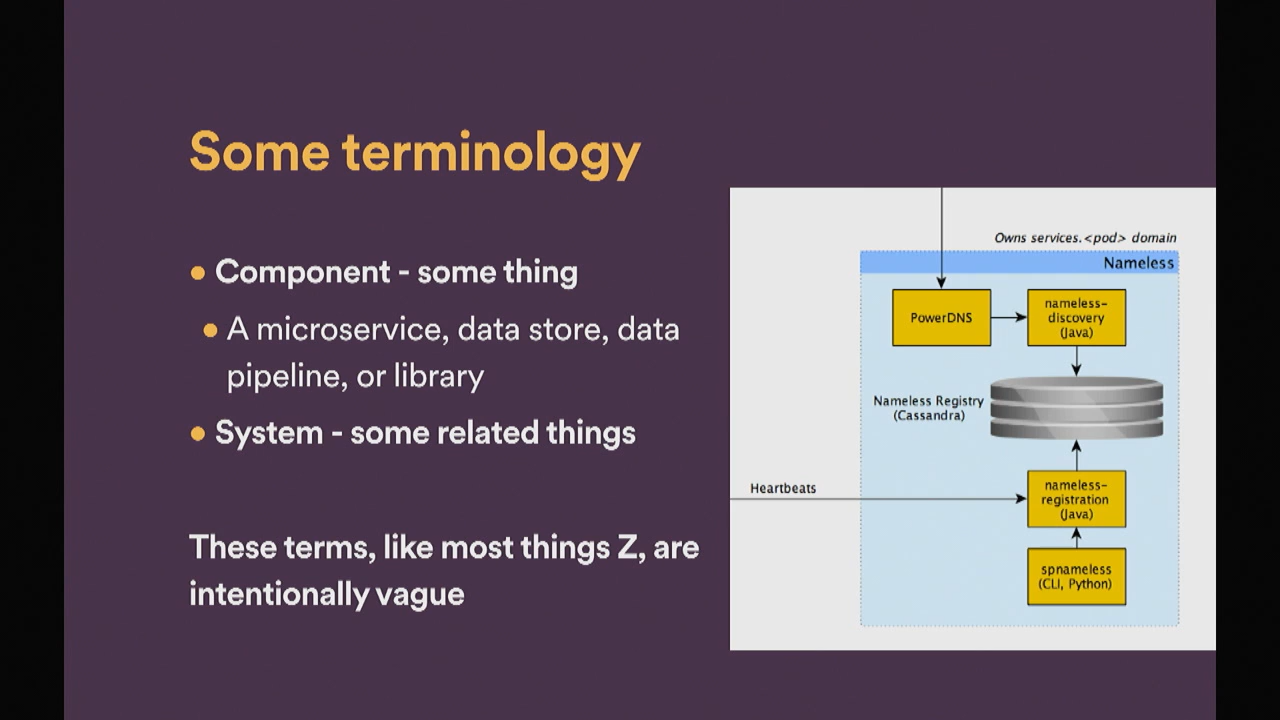 Some terminology
Component - some thing
A microservice, data store, data
pipeline, or library
System - some related things
These terms, like most things Z, are
intentionally vague
Owns services.<pod> domain
Nameless
PowerDNS
nameless-
discovery
(Java)
Nameless Registry
(Cassandra)
Heartbeats
nameless-
registration
(Java)
spnameless
(CLI, Python)